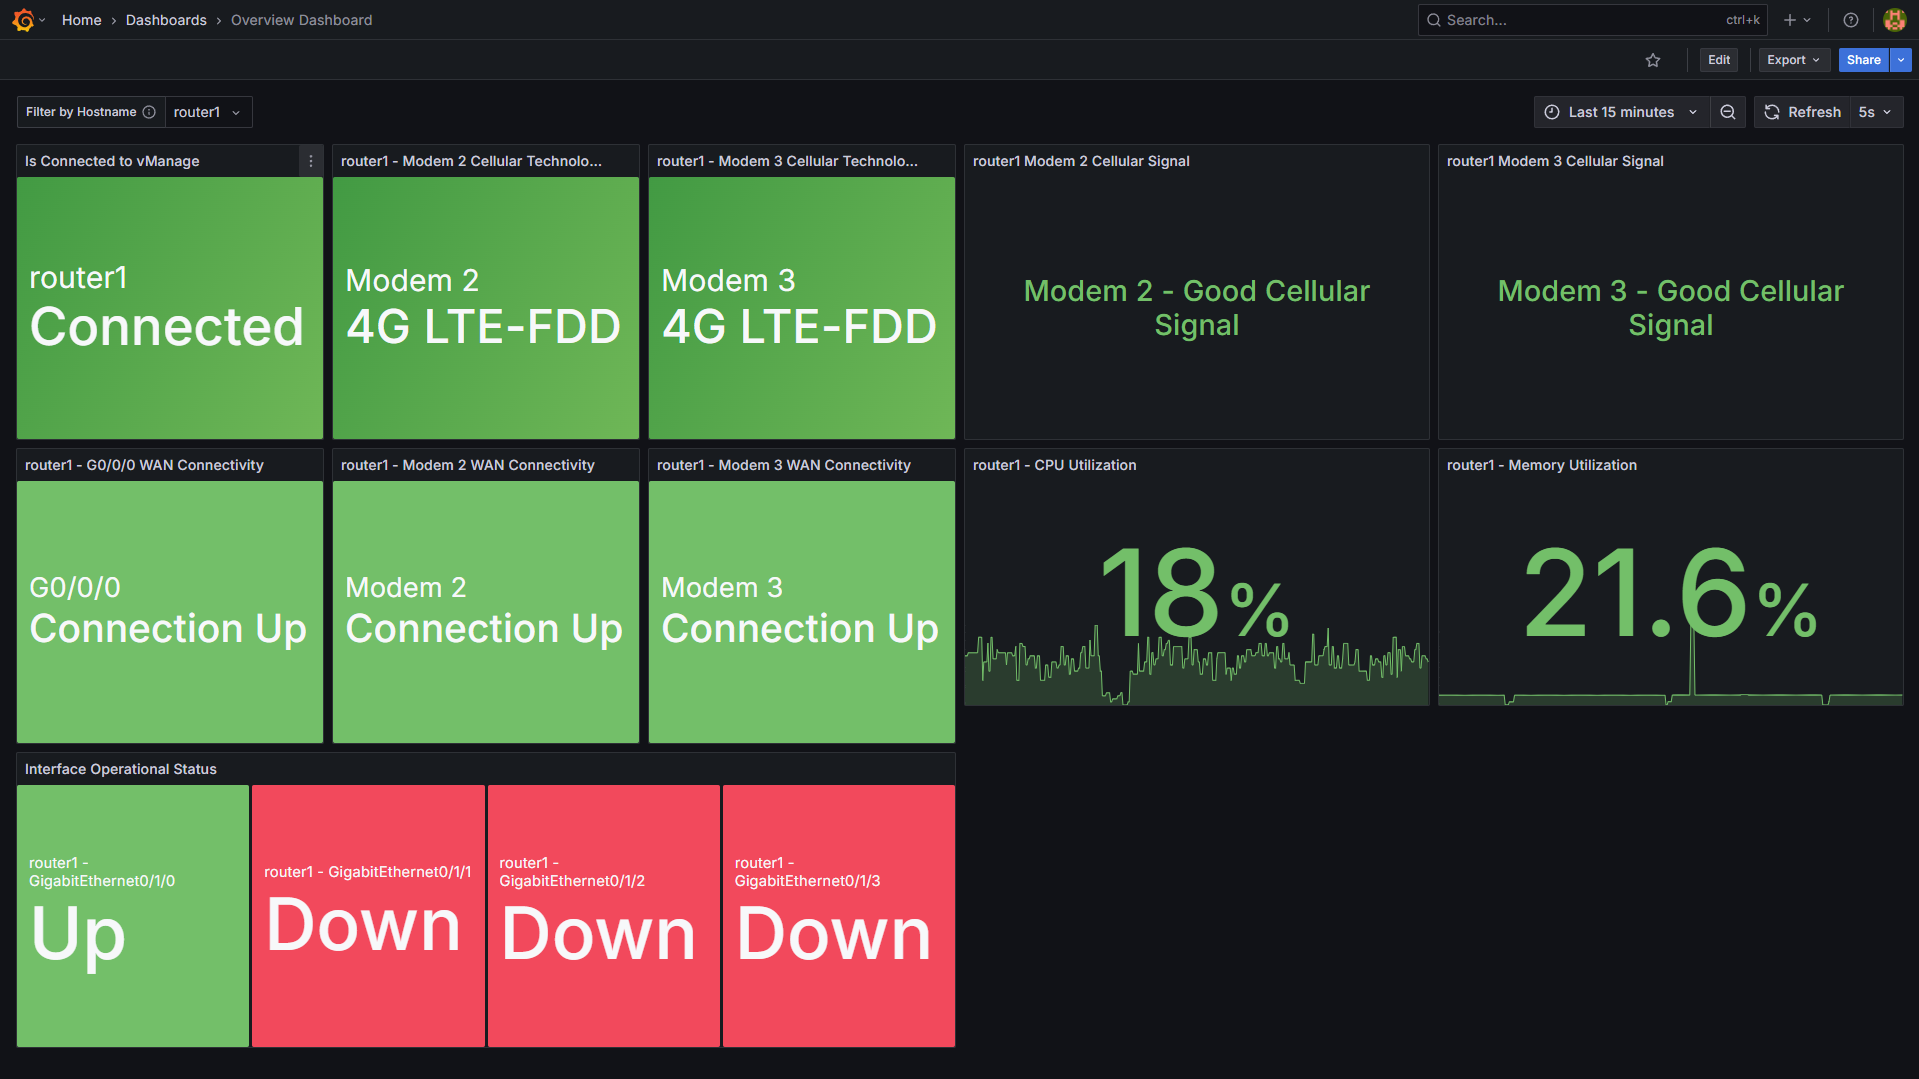 Home › Dashboards › Overview Dashboard
Search... ctrl+k
Edit Export Share
Filter by Hostname router1
Last 15 minutes Refresh 5s
Is Connected to vManage
router1
Connected
router1 - Modem 2 Cellular Technolo...
Modem 2
4G LTE-FDD
router1 - Modem 3 Cellular Technolo...
Modem 3
4G LTE-FDD
router1 Modem 2 Cellular Signal
Modem 2 - Good Cellular
Signal
router1 Modem 3 Cellular Signal
Modem 3 - Good Cellular
Signal
router1 - G0/0/0 WAN Connectivity
G0/0/0
Connection Up
router1 - Modem 2 WAN Connectivity
Modem 2
Connection Up
router1 - Modem 3 WAN Connectivity
Modem 3
Connection Up
router1 - CPU Utilization
18%
router1 - Memory Utilization
21.6%
Interface Operational Status
router1 -
GigabitEthernet0/1/0
Up
router1 - GigabitEthernet0/1/1
Down
router1 -
GigabitEthernet0/1/2
Down
router1 -
GigabitEthernet0/1/3
Down